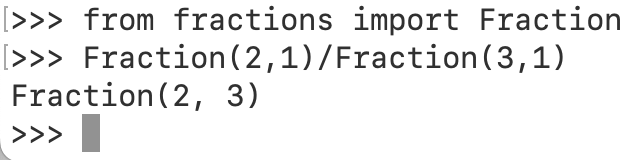 >>> from fractions import Fraction
>>> Fraction(2,1)/Fraction(3,1)
Fraction(2, 3)
>>>